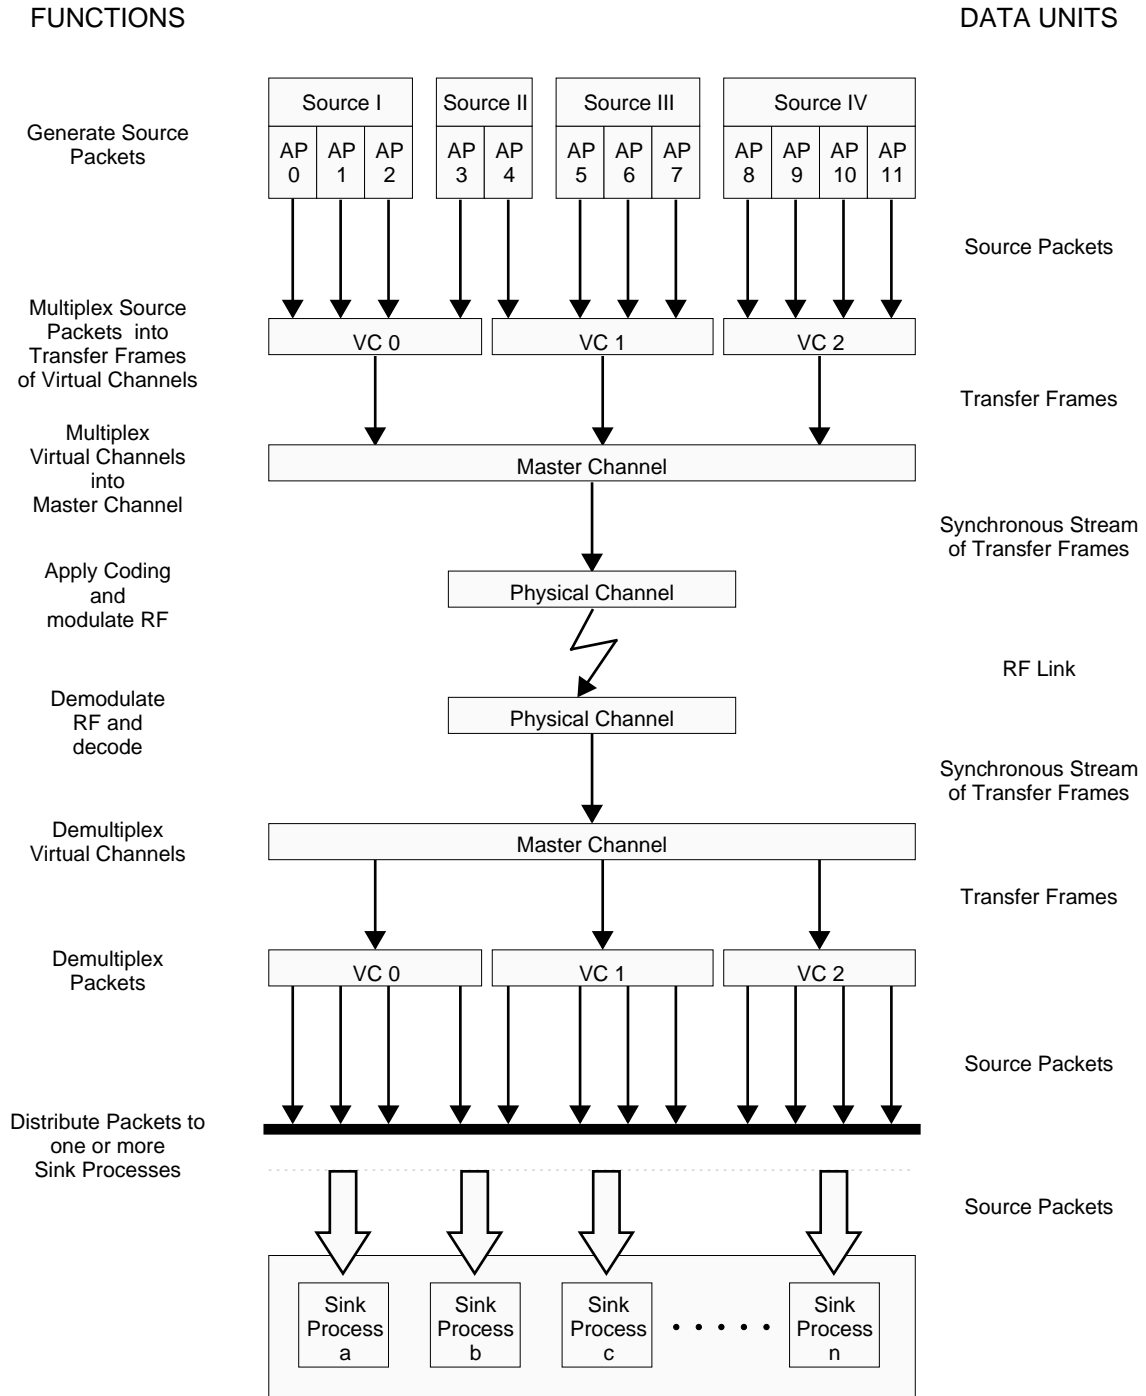 FUNCTIONS
DATA UNITS
Source I
Source II
Source III
Source IV
Generate Source
Packets
AP
0
AP
1
AP
2
AP
3
AP
4
AP
5
AP
6
AP
7
AP
8
AP
9
AP
10
AP
11
Source Packets
Multiplex Source
Packets into
Transfer Frames
of Virtual Channels
VC 0
VC 1
VC 2
Transfer Frames
Multiplex
Virtual Channels
into
Master Channel
Master Channel
Synchronous Stream
of Transfer Frames
Apply Coding
and
modulate RF
Physical Channel
RF Link
Demodulate
RF and
decode
Physical Channel
Synchronous Stream
of Transfer Frames
Demultiplex
Virtual Channels
Master Channel
Transfer Frames
Demultiplex
Packets
VC 0
VC 1
VC 2
Source Packets
Distribute Packets to
one or more
Sink Processes
Source Packets
Sink
Process
a
Sink
Process
b
Sink
Process
c
. . . . .
Sink
Process
n